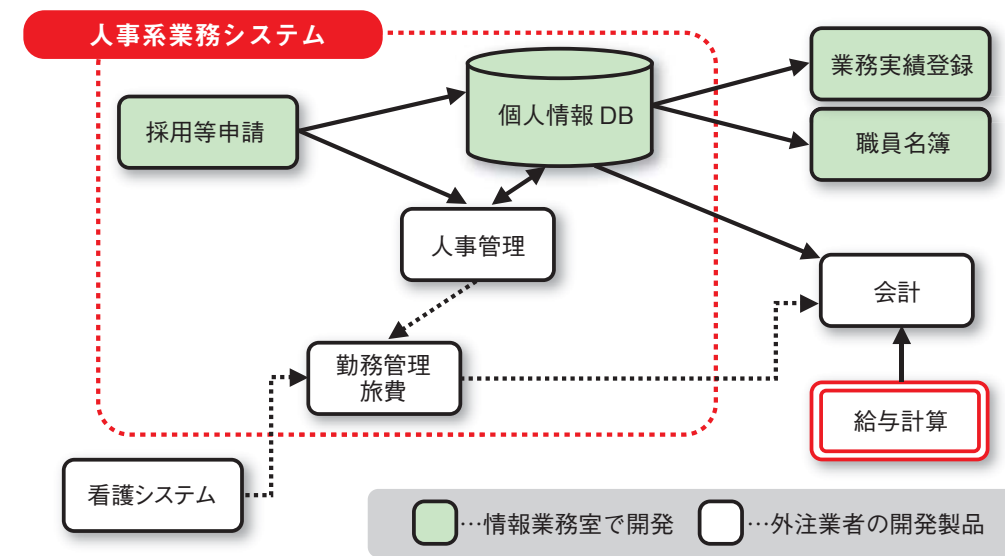 人事系業務システム
採用等申請
個人情報 DB
業務実績登録
職員名簿
人事管理
会計
勤務管理
旅費
給与計算
看護システム
…情報業務室で開発
…外注業者の開発製品